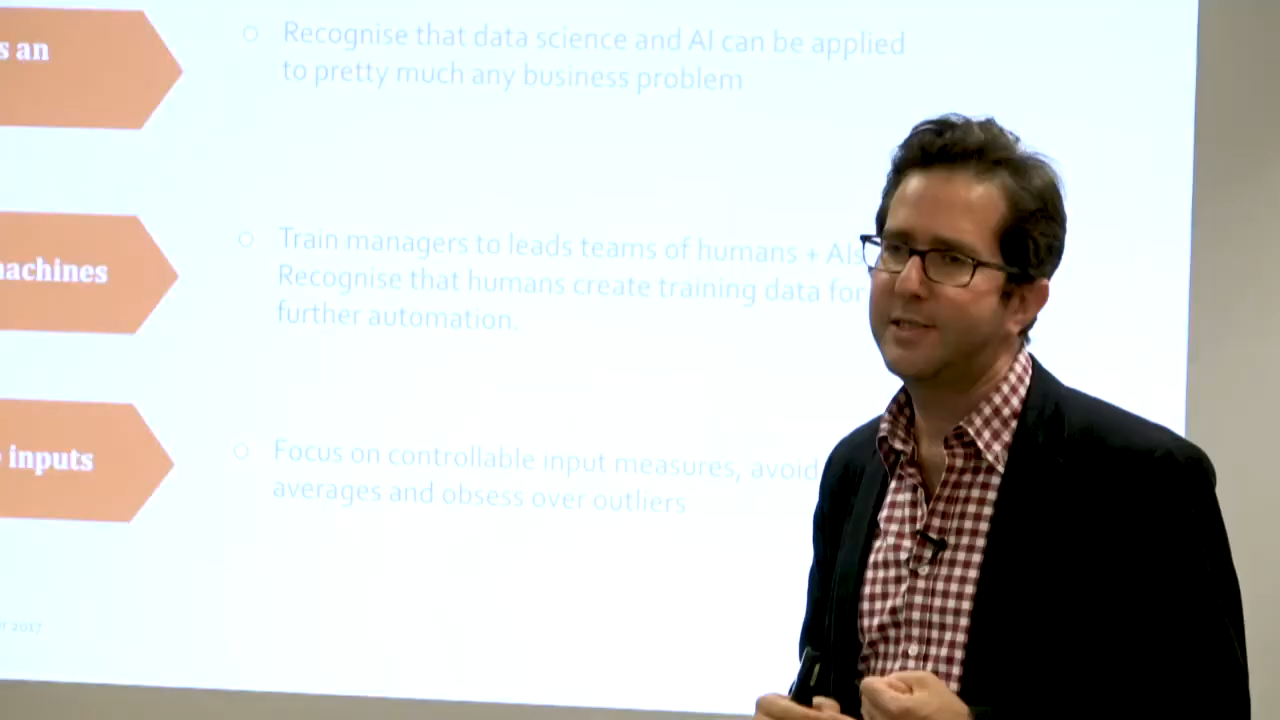 s an
Recognise that data science and AI can be applied
to pretty much any business problem
machines
Train managers to leads teams of humans + AIs
Recognise that humans create training data for
further automation.
inputs
Focus on controllable input measures, avoid
averages and obsess over outliers
2017